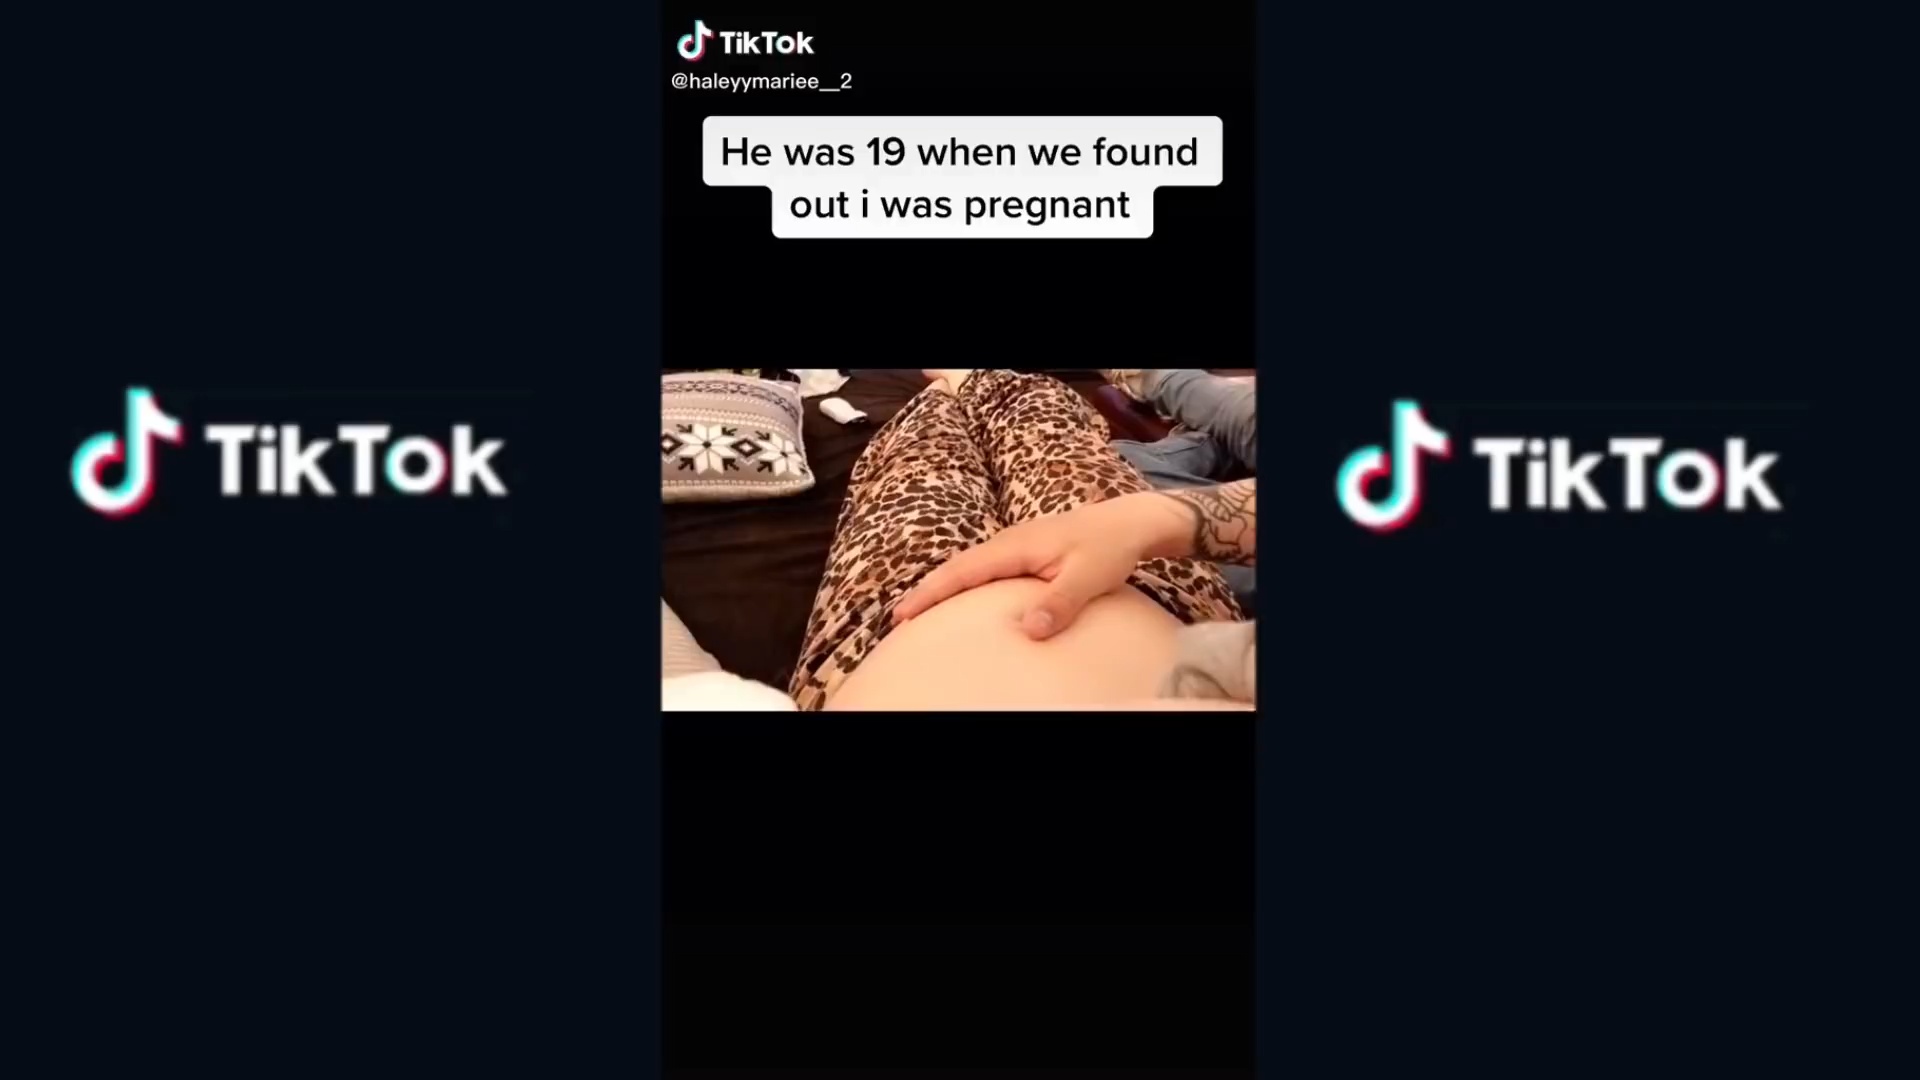 TikTok
@haleyymariee__2
He was 19 when we found
out i was pregnant
TikTok
TikTok